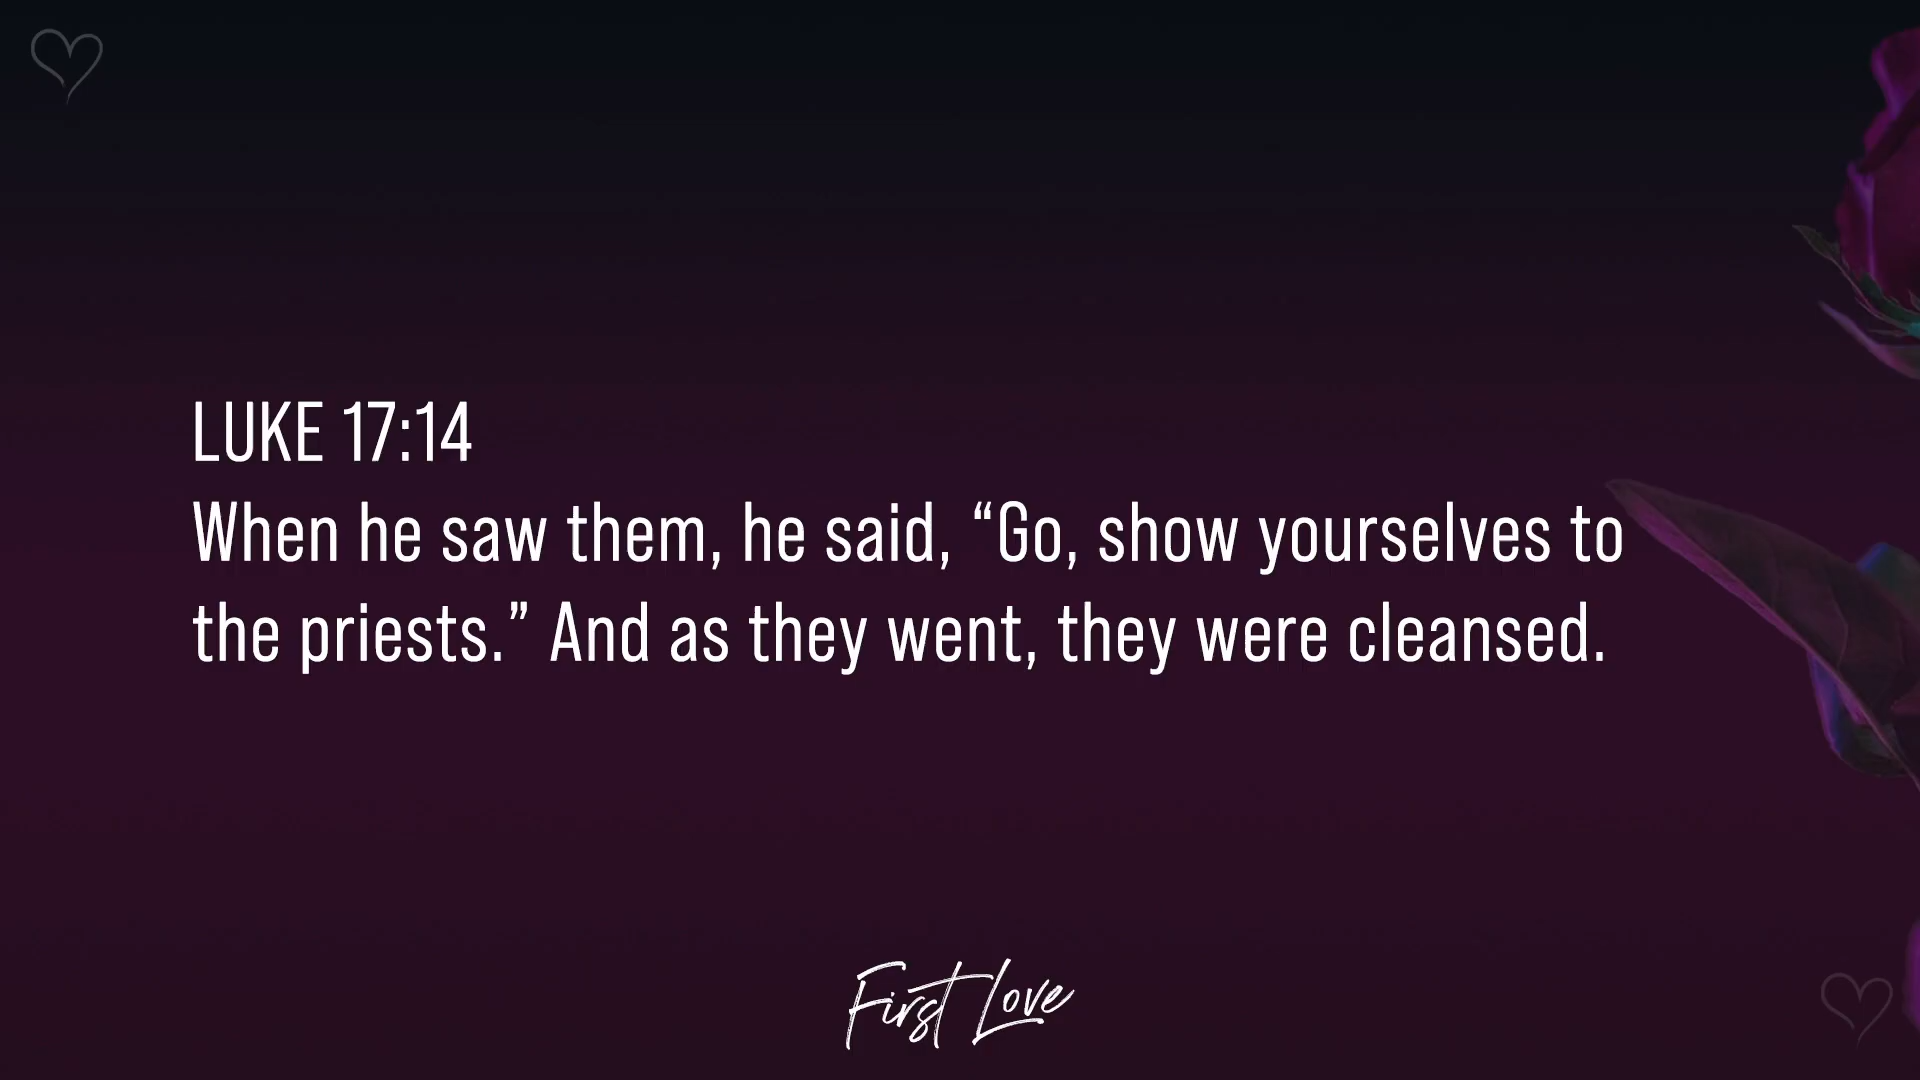 LUKE 17:14
When he saw them, he said, “Go, show yourselves to
the priests.” And as they went, they were cleansed.
First Love